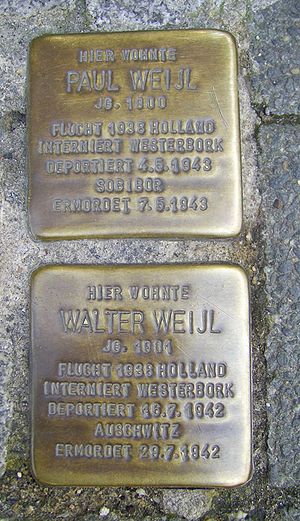 HIER WOHNTE
PAUL WEIJL
JG. 1900
FLUCHT 1938 HOLLAND
INTERNIERT WESTERBORK
DEPORTIERT 4.5.1943
SOBIBOR
ERMORDET 7.5.1943
HIER WOHNTE
WALTER WEIJL
JG. 1901
FLUCHT 1938 HOLLAND
INTERNIERT WESTERBORK
DEPORTIERT 16.7.1942
AUSCHWITZ
ERMORDET 29.7.1942